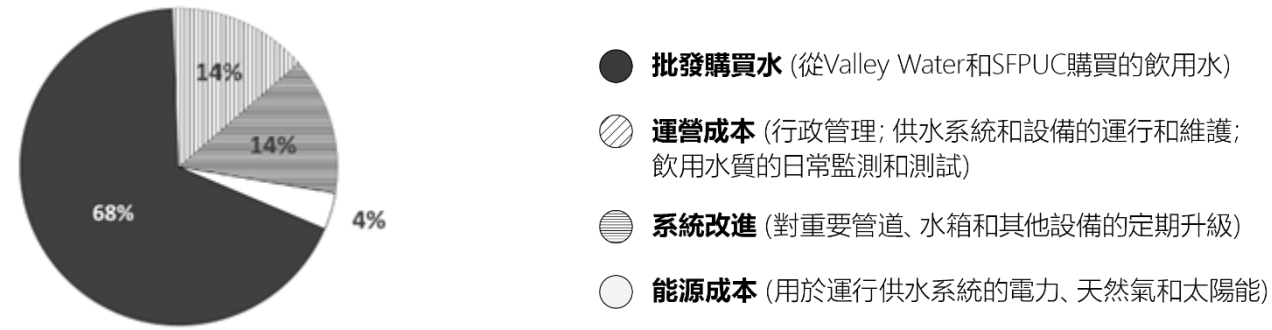 14%
14%
68%
4%
批發購買水 (從Valley Water和SFPUC購買的飲用水)
運營成本 (行政管理; 供水系統和設備的運行和維護;
飲用水質的日常監測和測試)
系統改進 (對重要管道、水箱和其他設備的定期升級)
能源成本 (用於運行供水系統的電力、天然氣和太陽能)